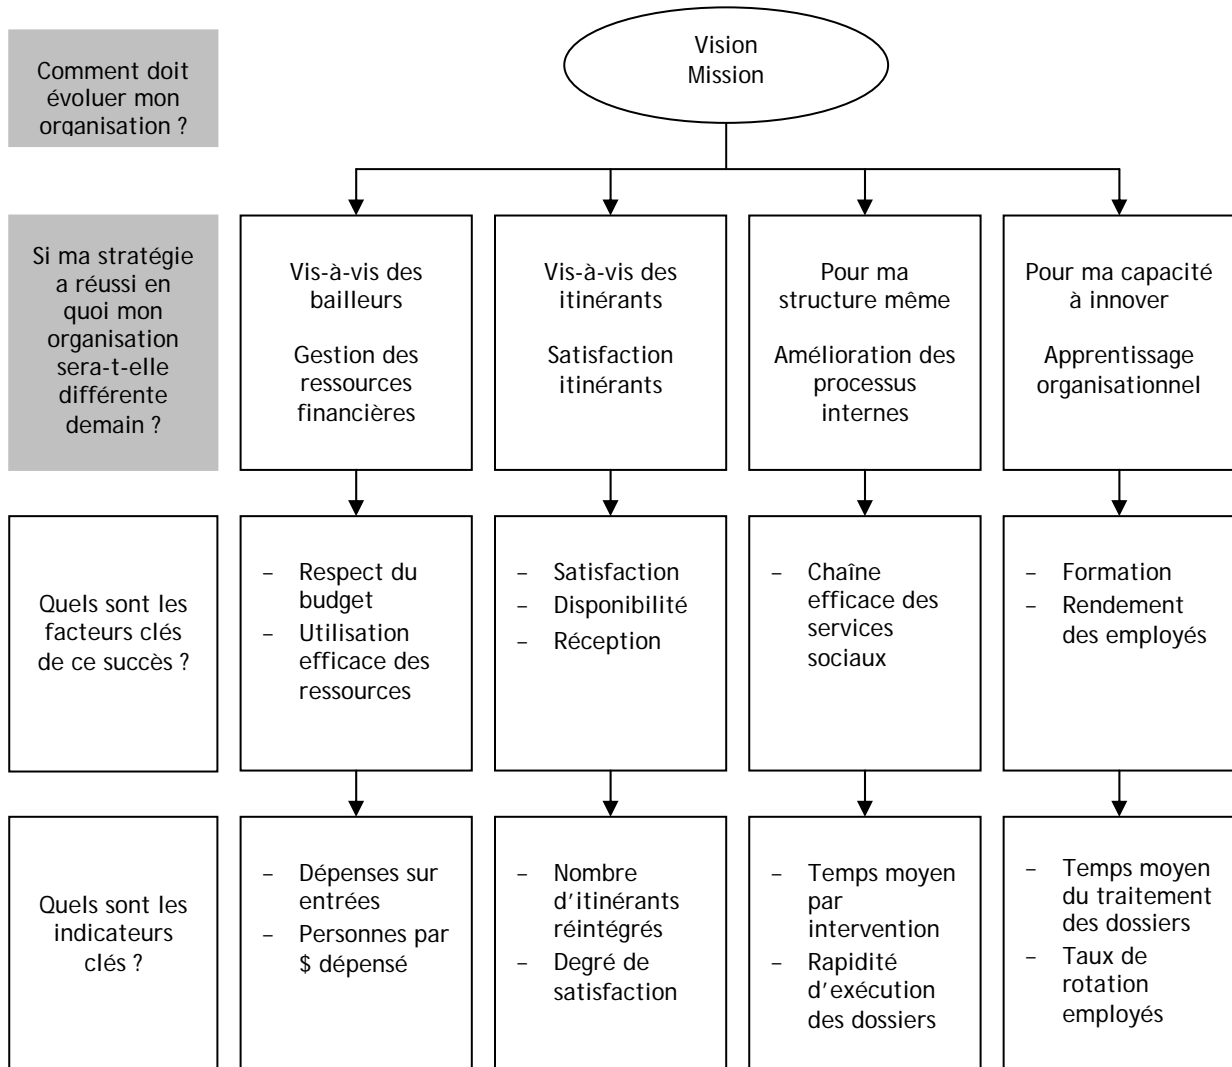 Vision
Mission
Comment doit
évoluer mon
organisation ?
Si ma stratégie
a réussi en
quoi mon
organisation
sera-t-elle
différente
demain ?
Vis-à-vis des
bailleurs
Gestion des
ressources
financières
Vis-à-vis des
itinérants
Satisfaction
itinérants
Pour ma
structure même
Amélioration des
processus
internes
Pour ma capacité
à innover
Apprentissage
organisationnel
Quels sont les
facteurs clés
de ce succès ?
– Respect du
budget
– Utilisation
efficace des
ressources
– Satisfaction
– Disponibilité
– Réception
– Chaîne
efficace des
services
sociaux
– Formation
– Rendement
des employés
Quels sont les
indicateurs
clés ?
– Dépenses sur
entrées
– Personnes par
$ dépensé
– Nombre
d'itinérants
réintégrés
– Degré de
satisfaction
– Temps moyen
par
intervention
– Rapidité
d'exécution
des dossiers
– Temps moyen
du traitement
des dossiers
– Taux de
rotation
employés